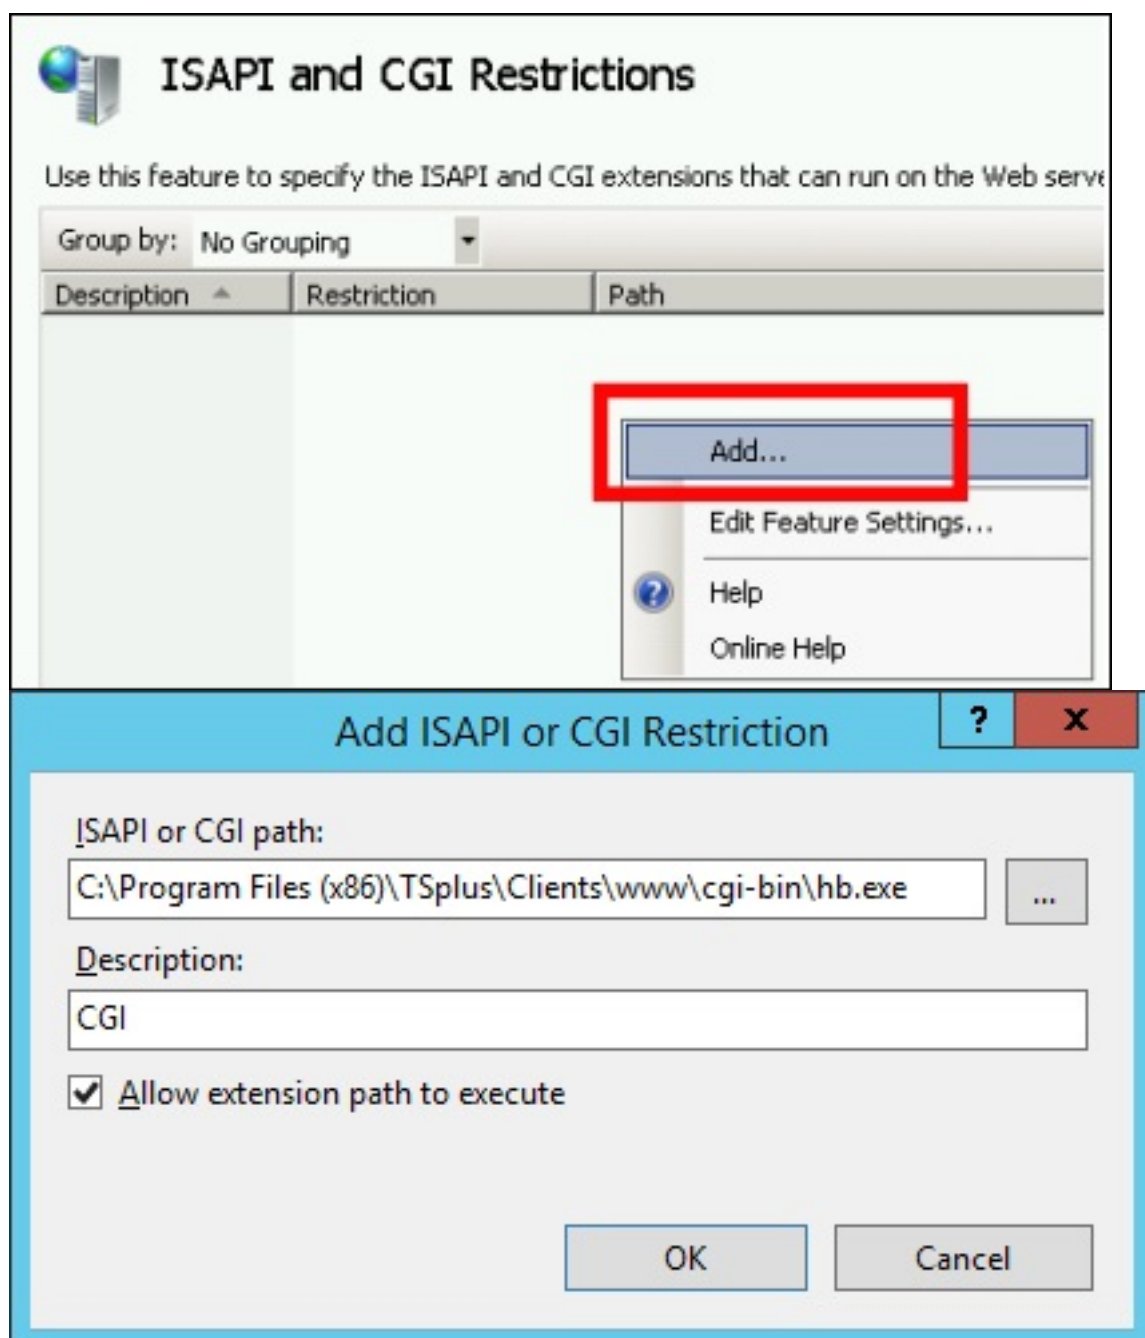 ISAPI and CGI Restrictions
Use this feature to specify the ISAPI and CGI extensions that can run on the Web serve
Group by: No Grouping
Description Restriction Path
Add...
Edit Feature Settings...
? Help
Online Help
Add ISAPI or CGI Restriction ? x
ISAPI or CGI path:
C:\Program Files (x86)\TSplus\Clients\www\cgi-bin\hb.exe ...
Description:
CGI
Allow extension path to execute
OK Cancel